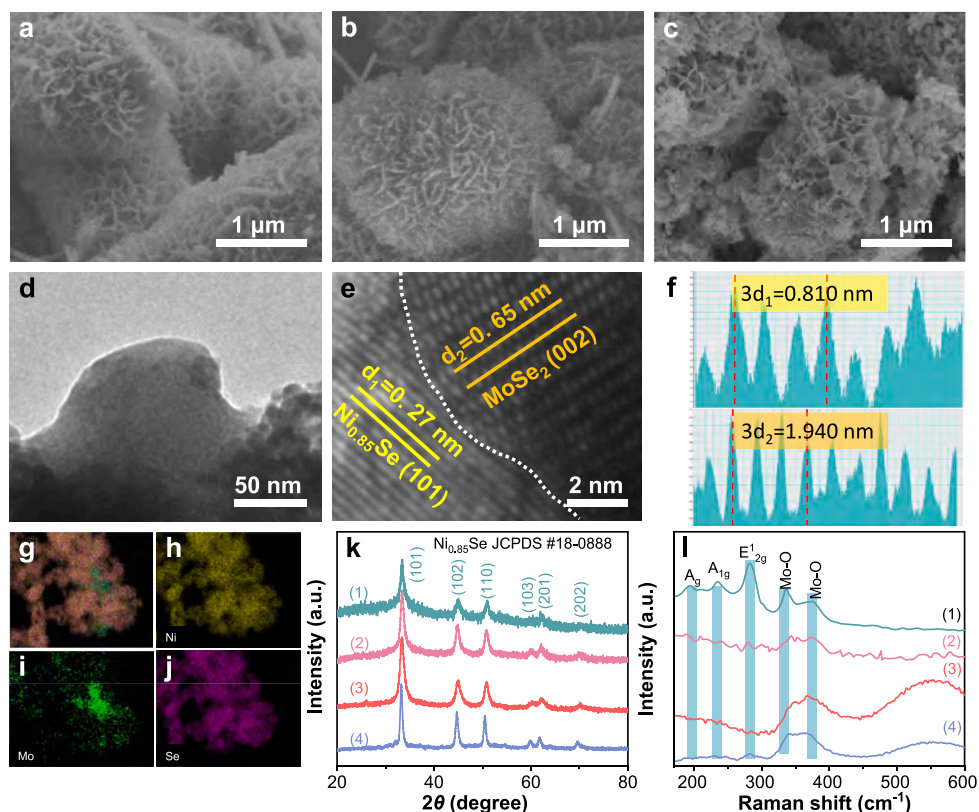 a
1 μm
b
1 μm
c
1 μm
d
50 nm
e
d₂=0. 65 nm
MoSe₂ (002)
d₁=0. 27 nm
Ni₀.₈₅Se (101)
2 nm
f
3d₁=0.810 nm
3d₂=1.940 nm
g
h
Ni
i
Mo
j
Se
k
Ni₀.₈₅Se JCPDS #18-0888
(101)
(102)
(110)
(103)
(201)
(202)
(1)
(2)
(3)
(4)
Intensity (a.u.)
20 40 60 80
2θ (degree)
l
A_g
A_1g
E¹_2g
Mo-O
Mo-O
(1)
(2)
(3)
(4)
Intensity (a.u.)
200 300 400 500 600
Raman shift (cm⁻¹)